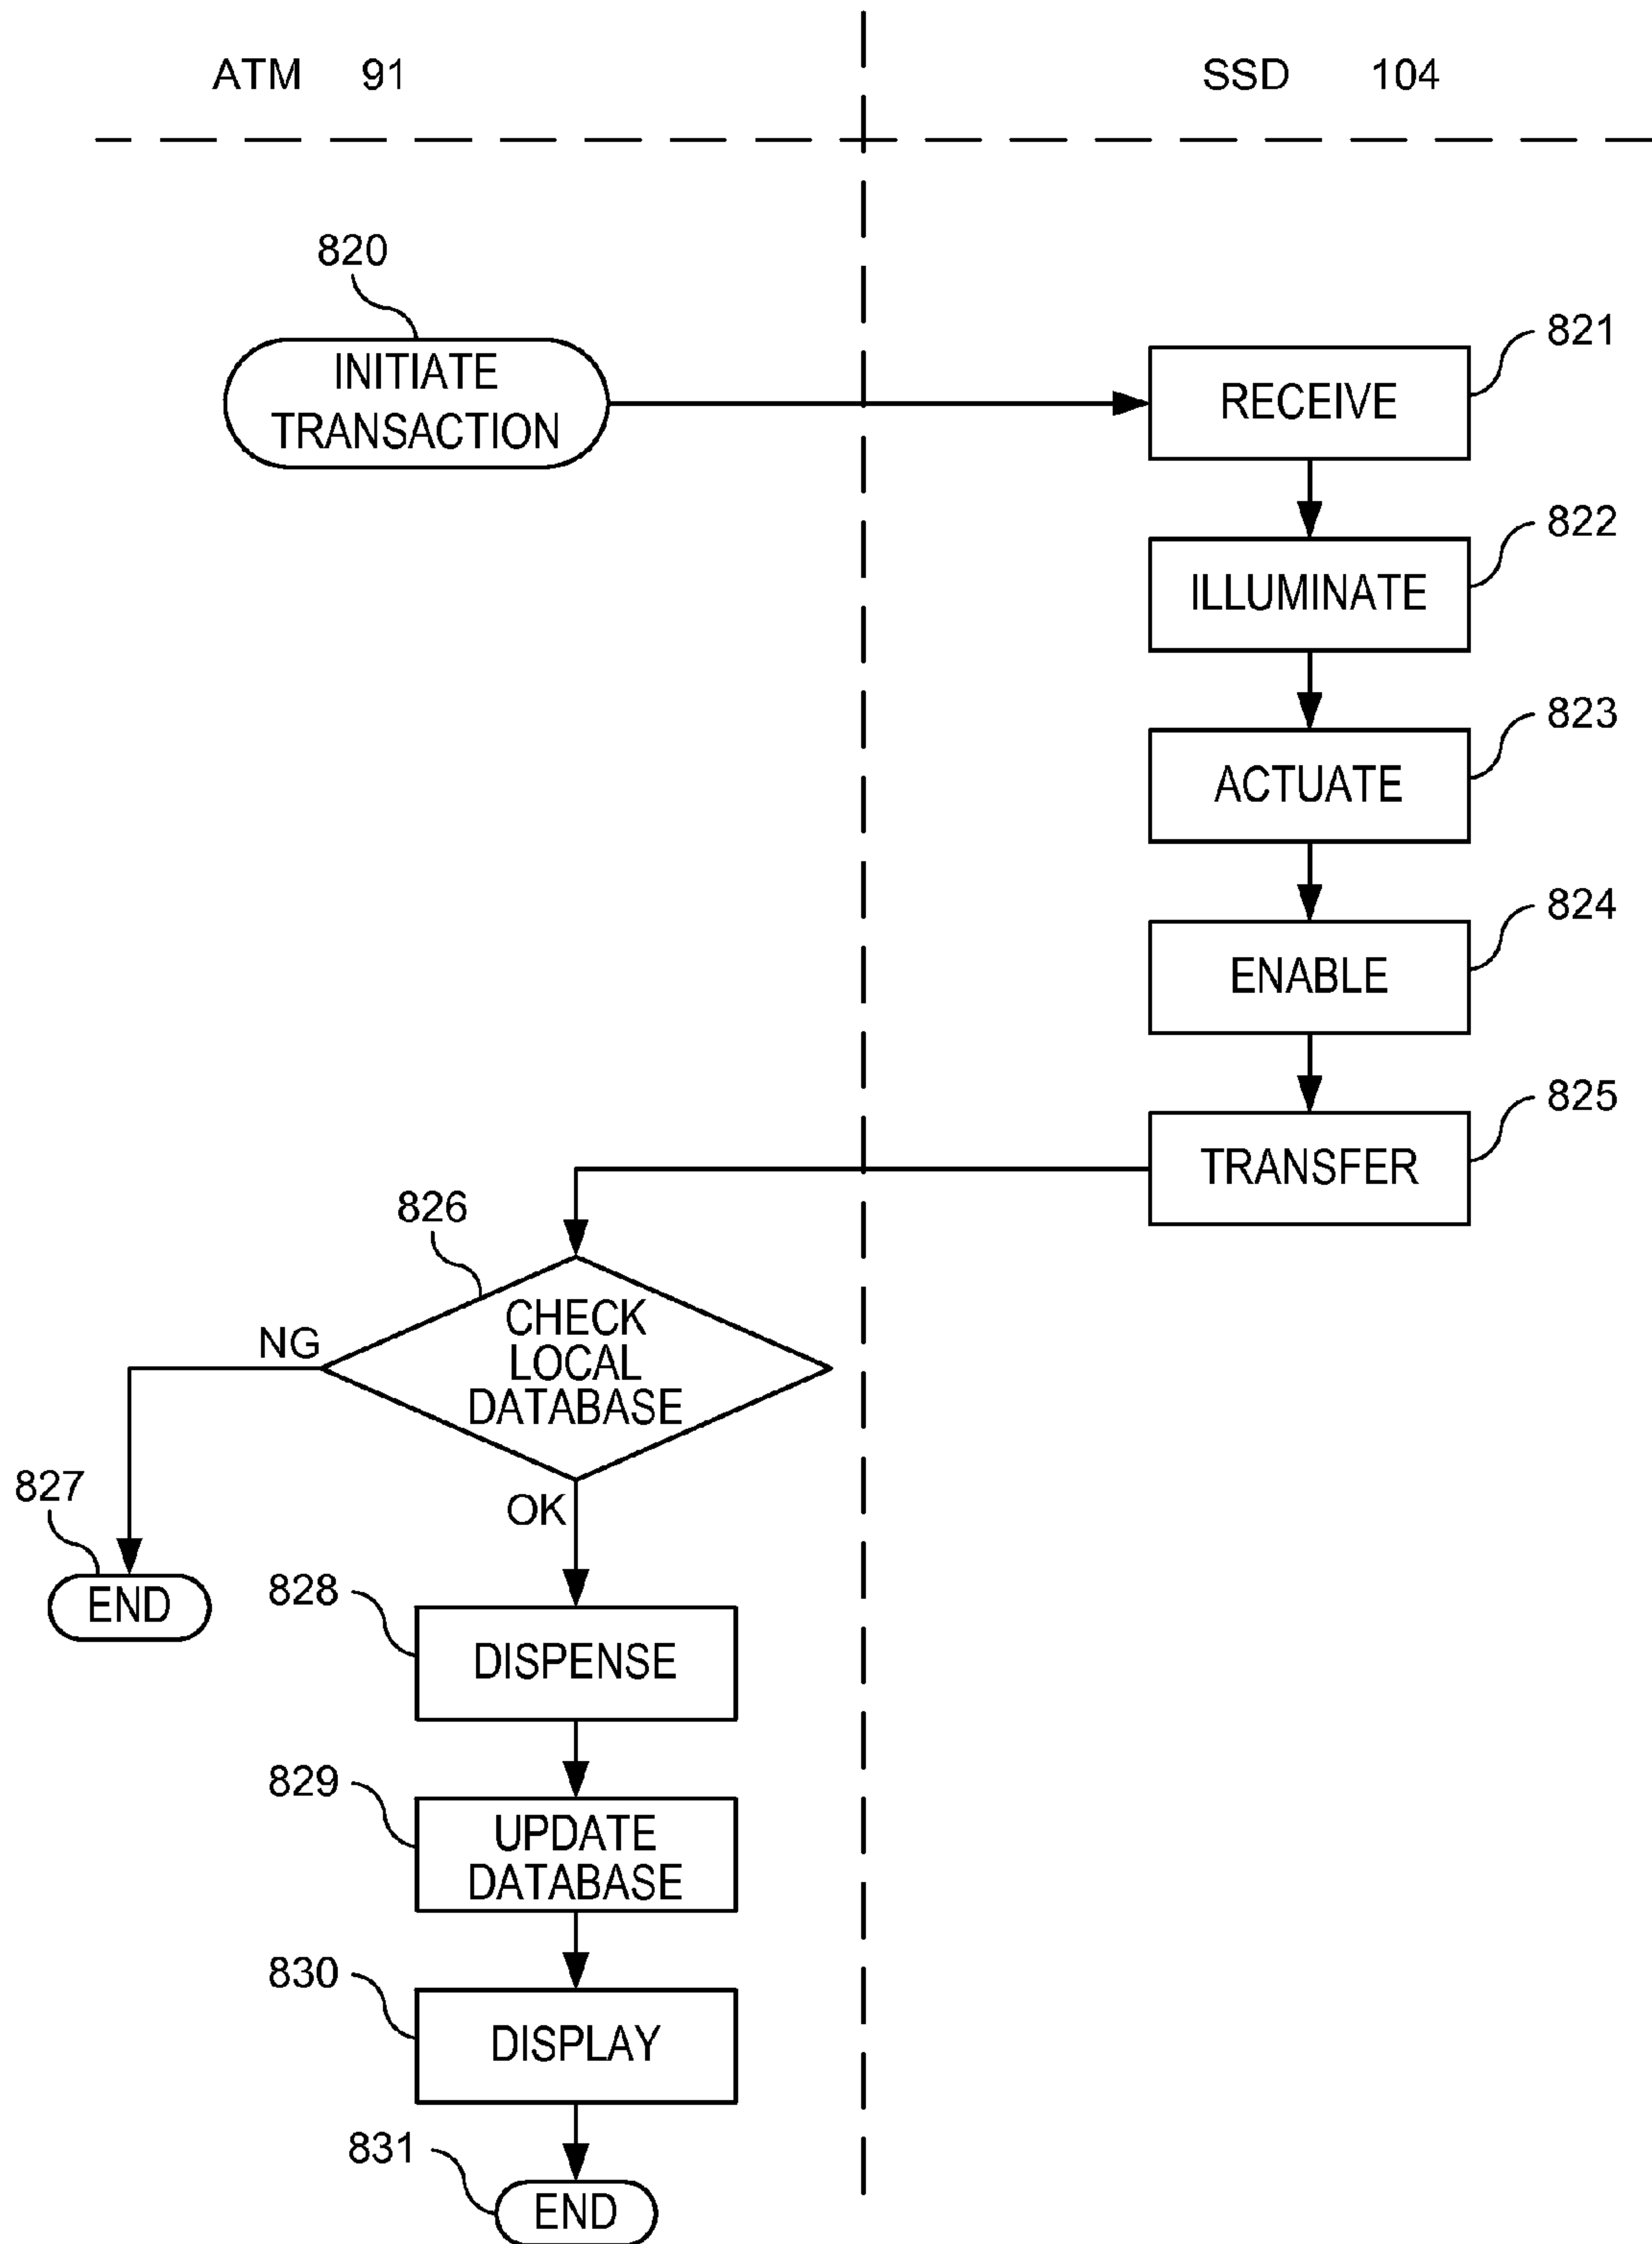 ATM 91
SSD 104
820
INITIATE
TRANSACTION
821
RECEIVE
822
ILLUMINATE
823
ACTUATE
824
ENABLE
825
TRANSFER
826
CHECK
LOCAL
DATABASE
NG
OK
827
END
828
DISPENSE
829
UPDATE
DATABASE
830
DISPLAY
831
END